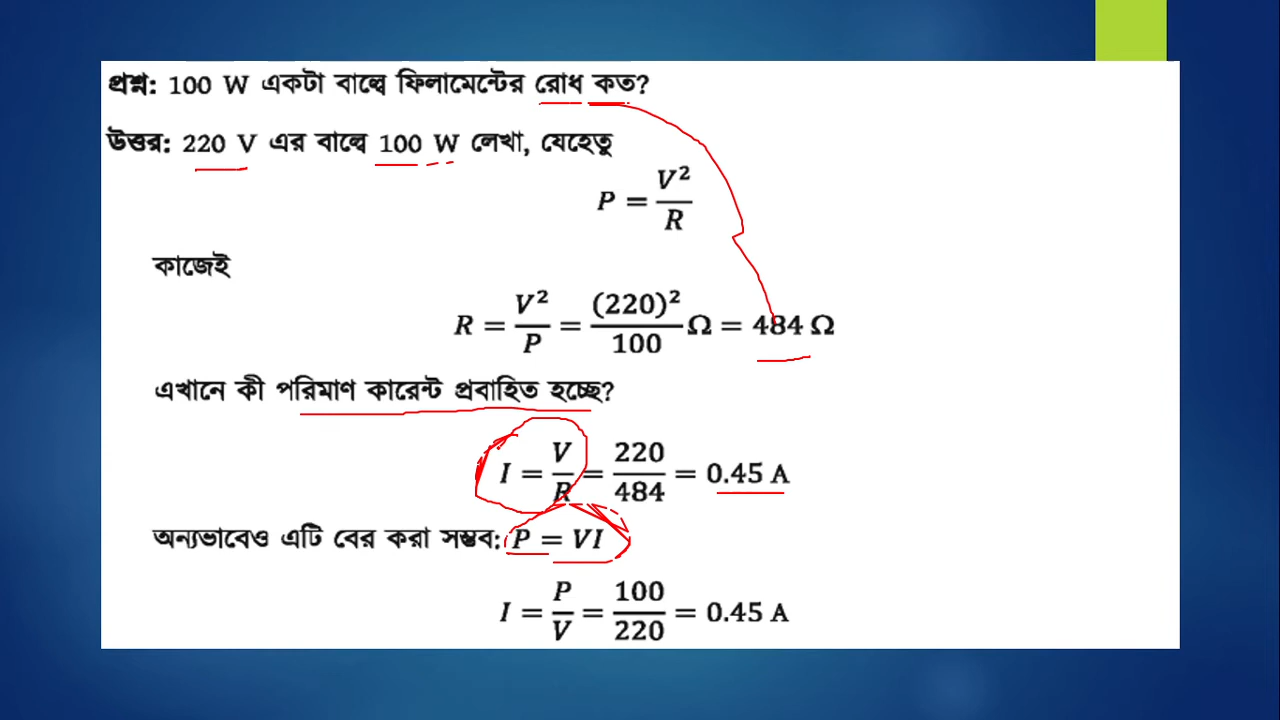 প্রশ্ন: 100 W একটা বাল্বে ফিলামেন্টের রোধ কত?
উত্তর: 220 V এর বাল্বে 100 W লেখা, যেহেতু
P = V²/R
কাজেই
R = V²/P = (220)²/100 Ω = 484 Ω
এখানে কী পরিমাণ কারেন্ট প্রবাহিত হচ্ছে?
I = V/R = 220/484 = 0.45 A
অন্যভাবেও এটি বের করা সম্ভব: P = VI
I = P/V = 100/220 = 0.45 A